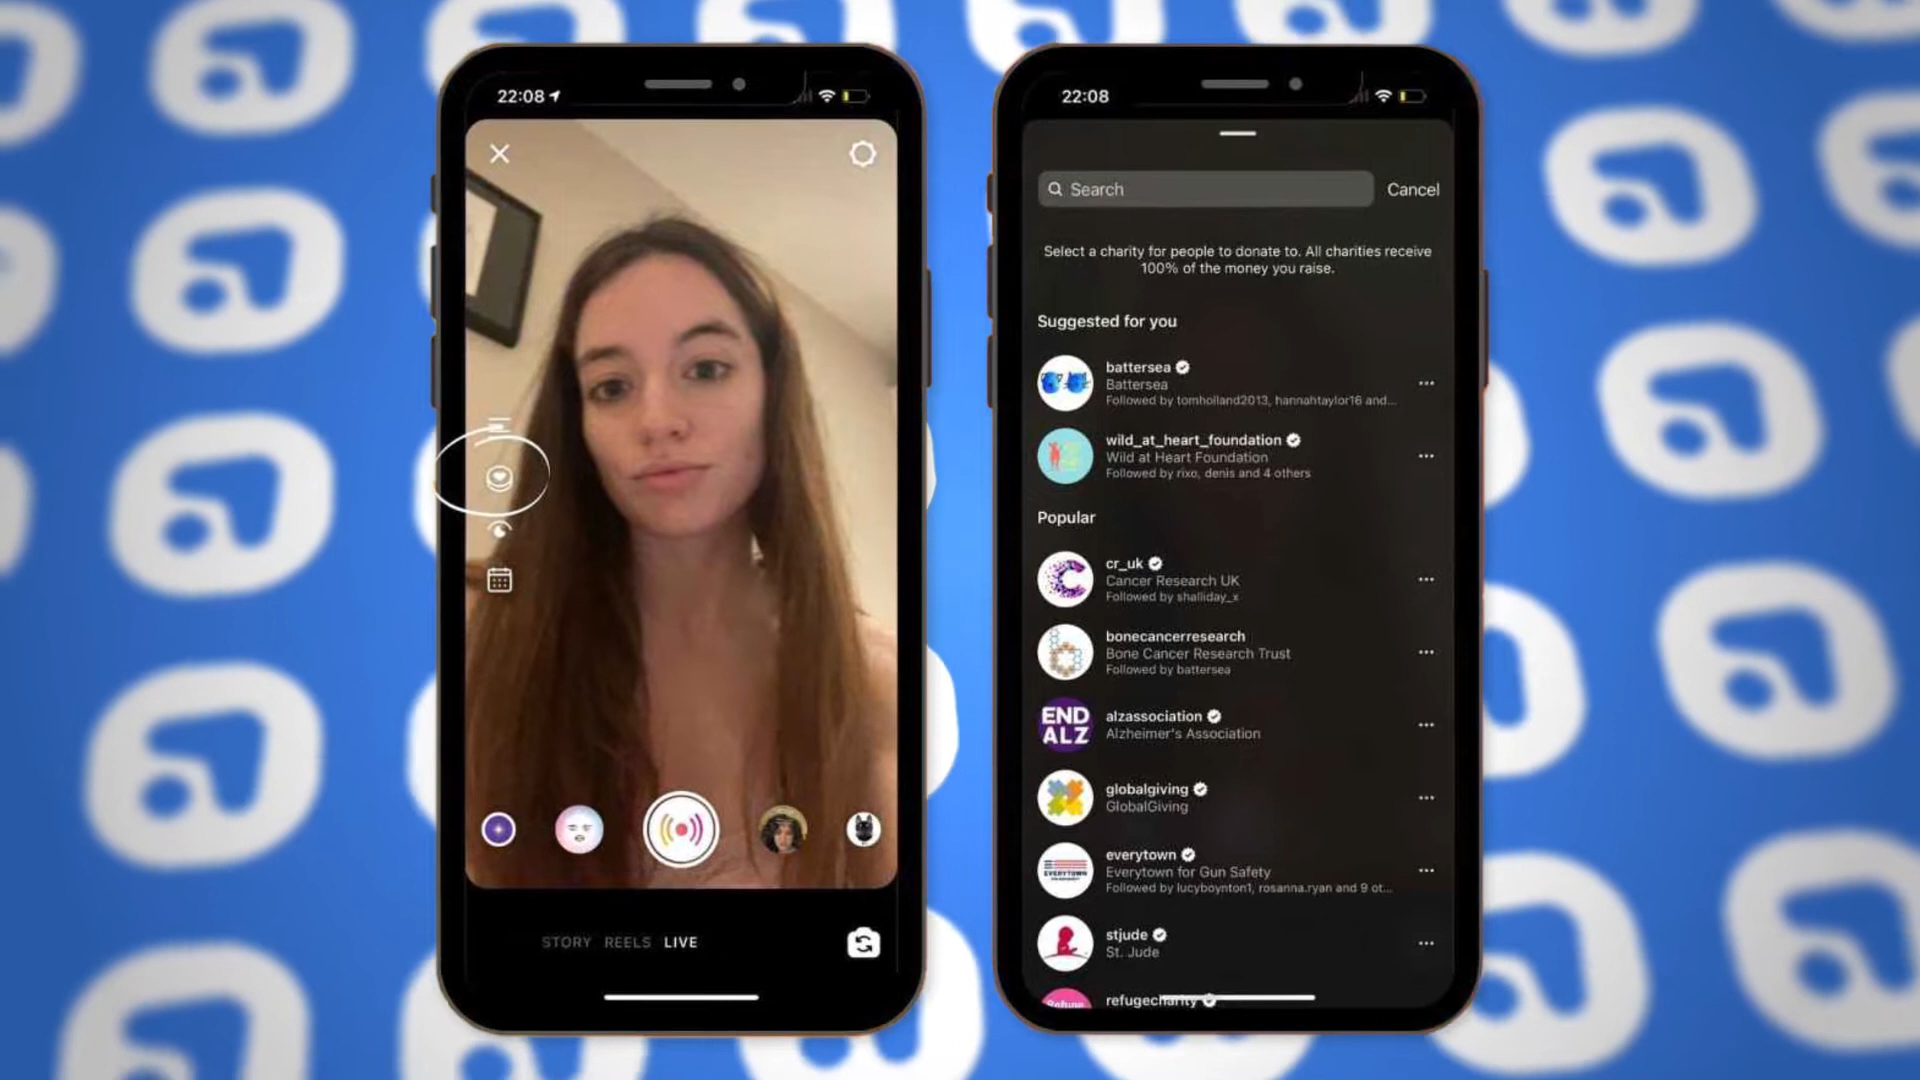 22:08
STORY REELS LIVE
22:08
Search
Cancel
Select a charity for people to donate to. All charities receive
100% of the money you raise.
Suggested for you
battersea
Battersea
Followed by tomholland2013, hannahtaylor16 and...
wild_at_heart_foundation
Wild at Heart Foundation
Followed by rixo, denis and 4 others
Popular
cr_uk
Cancer Research UK
Followed by shalliday_x
bonecancerresearch
Bone Cancer Research Trust
Followed by battersea
END
ALZ
alzassociation
Alzheimer's Association
globalgiving
GlobalGiving
EVERYTOWN
everytown
Everytown for Gun Safety
Followed by lucyboynton1, rosanna.ryan and 9 ot...
stjude
St. Jude
refugecharity